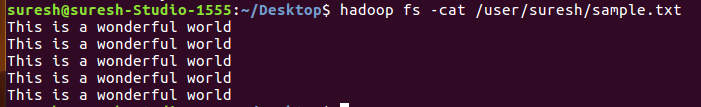 suresh@suresh-Studio-1555:~/Desktop$ hadoop fs -cat /user/suresh/sample.txt
This is a wonderful world
This is a wonderful world
This is a wonderful world
This is a wonderful world
This is a wonderful world